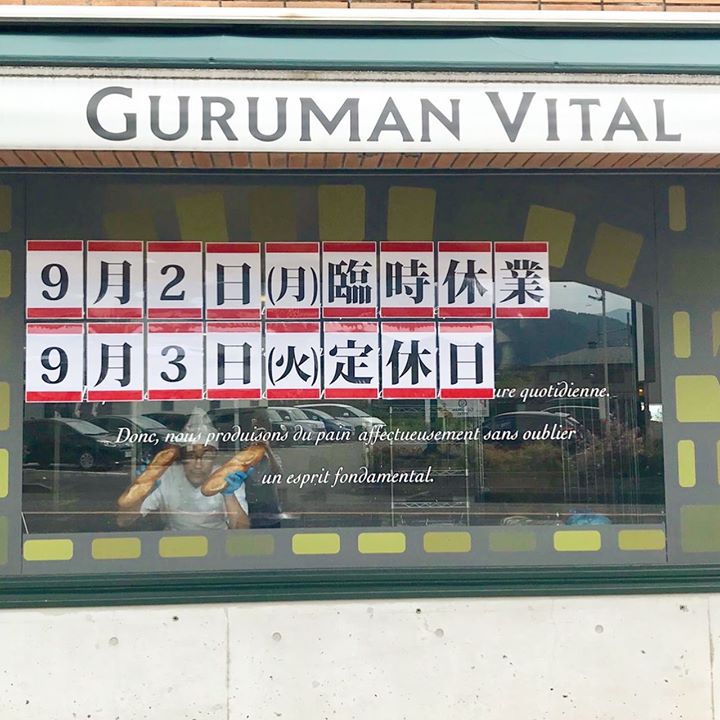 GURUMAN VITAL
9月2日(月)臨時休業
9月3日(火)定休日
ure quotidienne.
Donc, nous produisons du pain affectueusement sans oublier
un esprit fondamental.